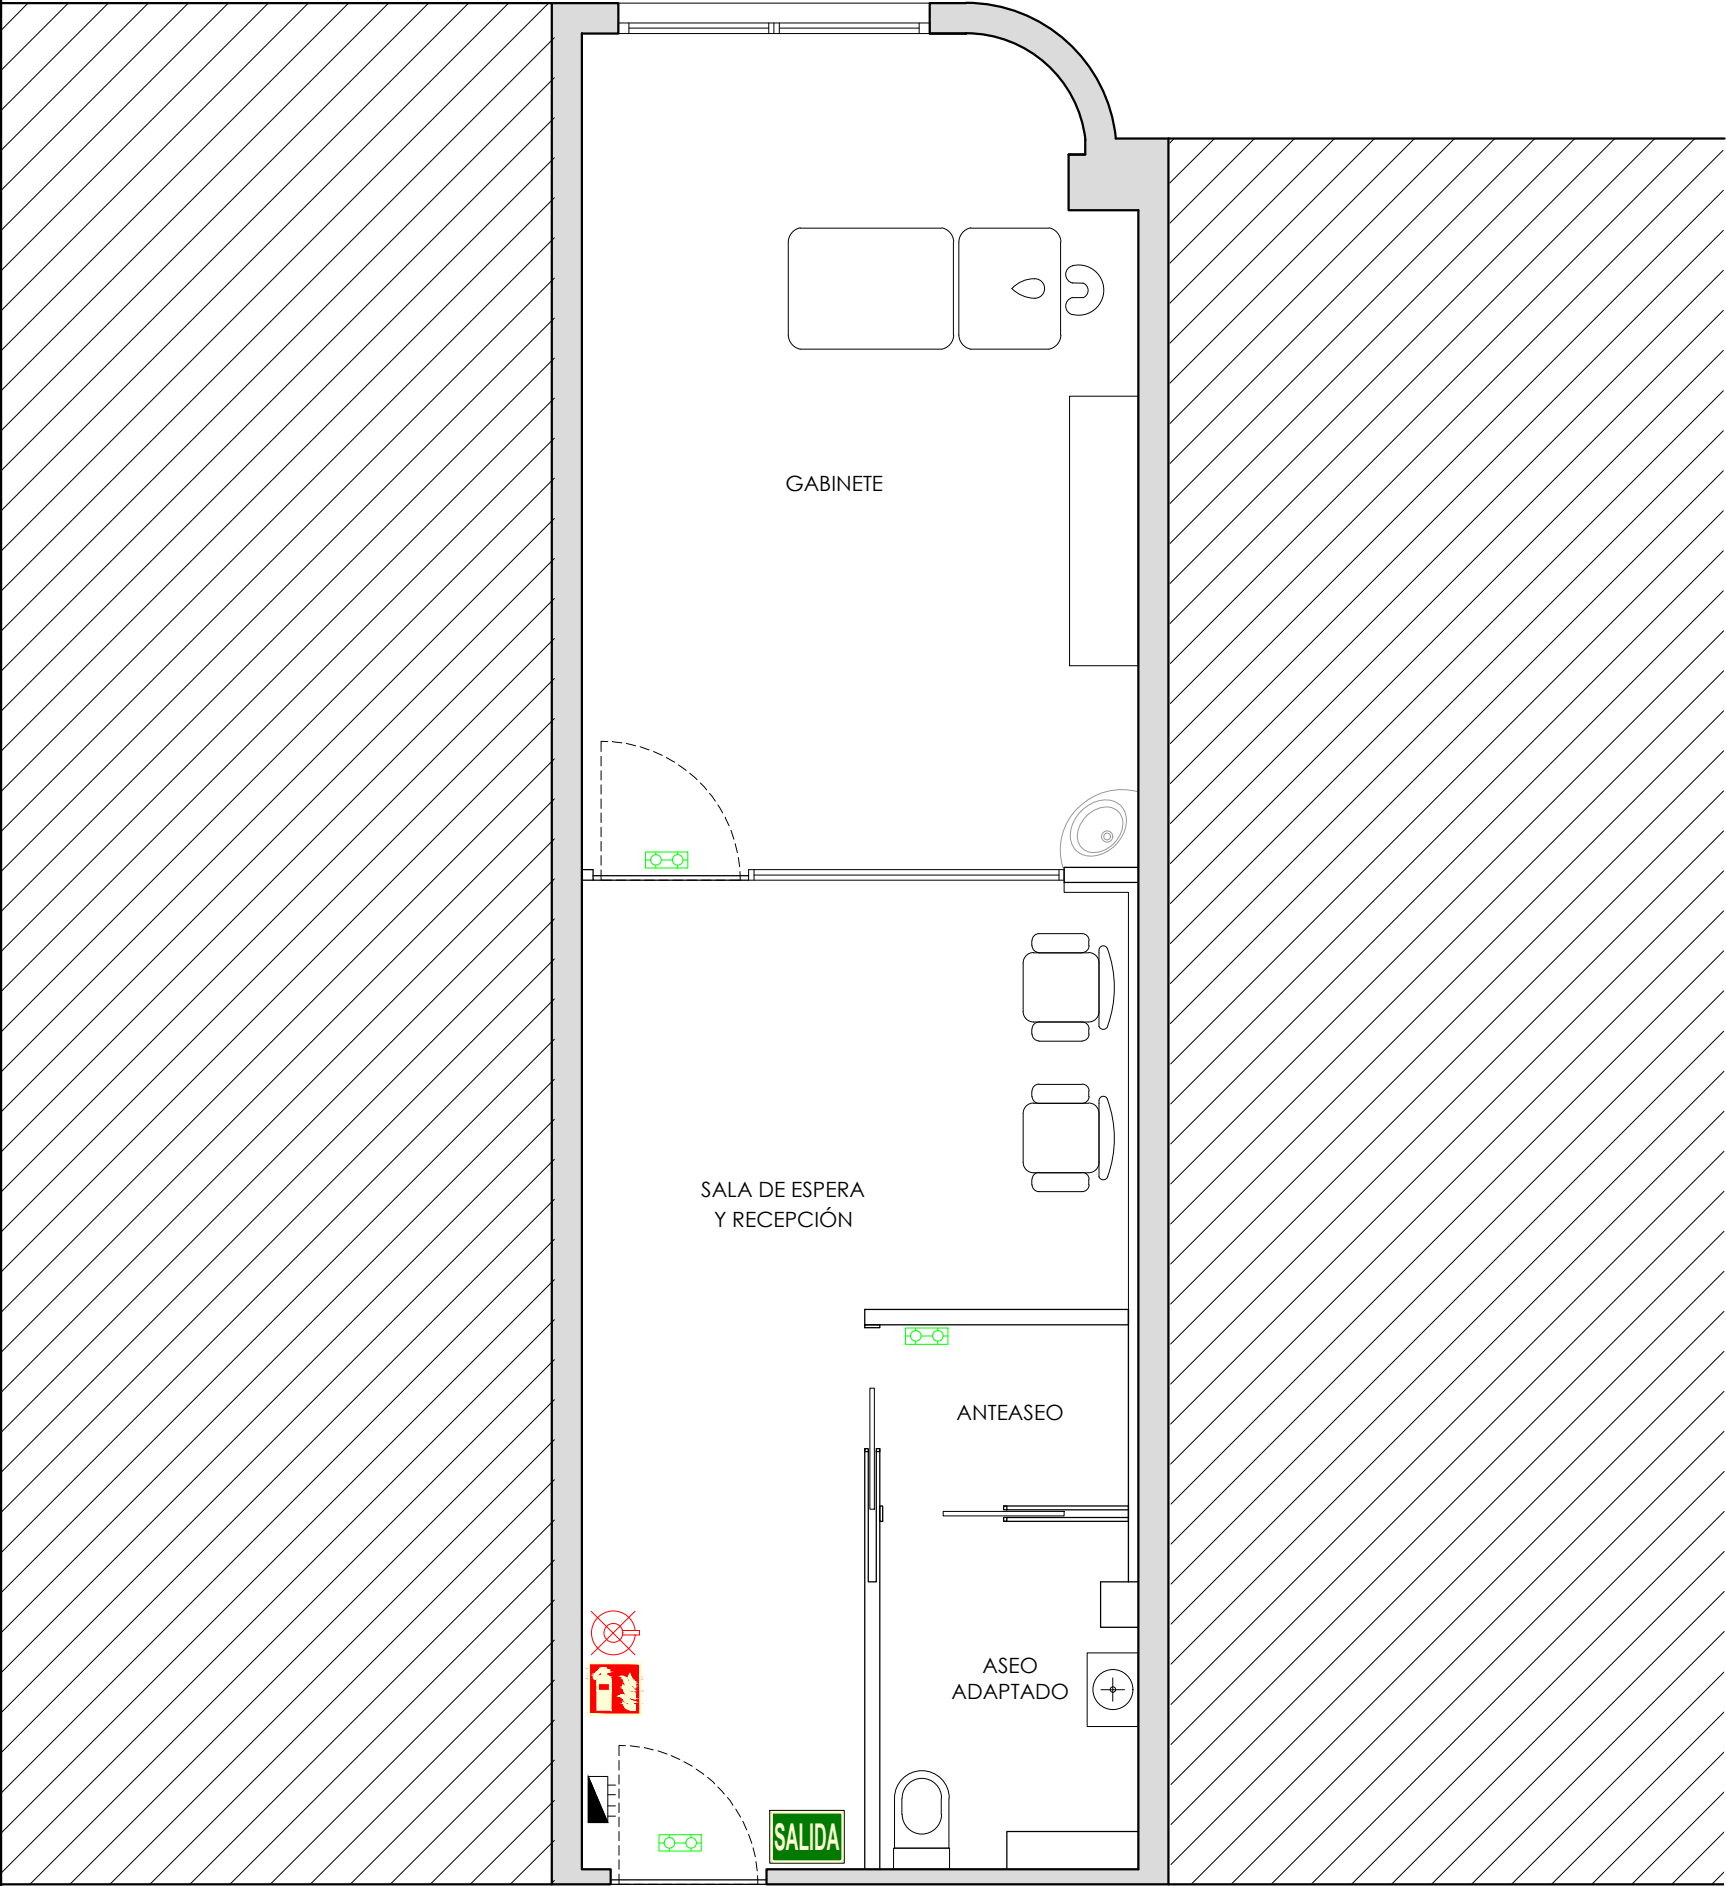 GABINETE
SALA DE ESPERA
Y RECEPCIÓN
ANTEASEO
ASEO
ADAPTADO
SALIDA